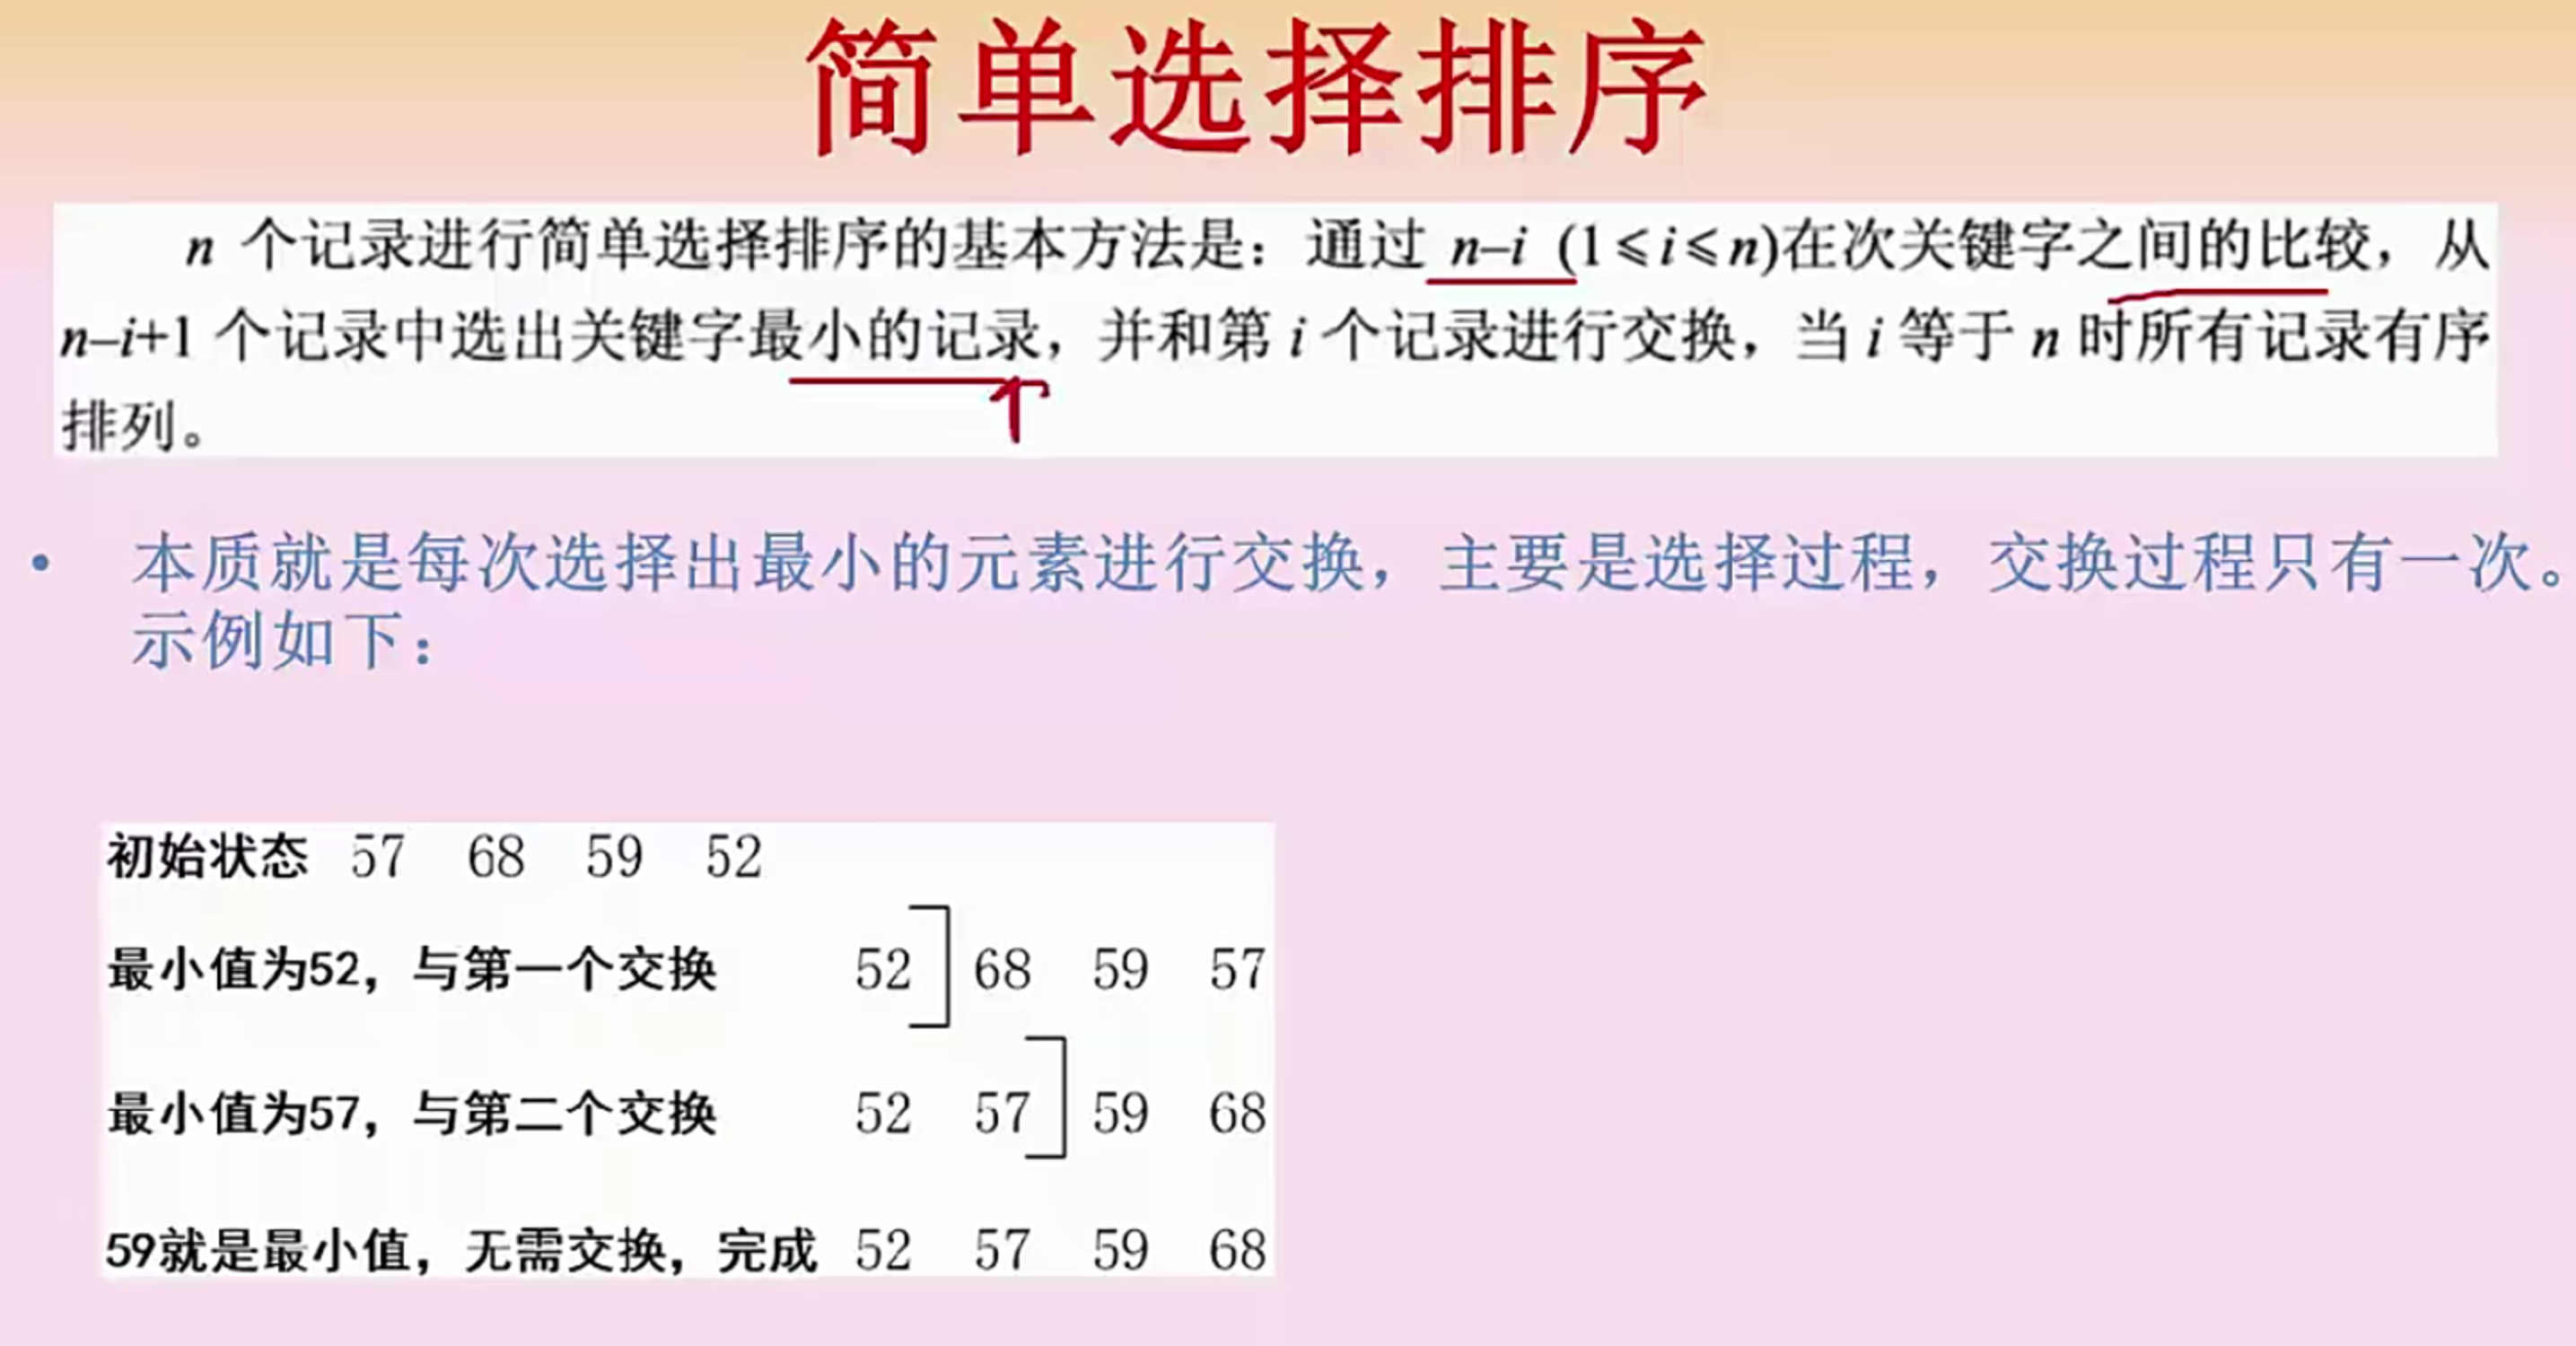 简单选择排序
n 个记录进行简单选择排序的基本方法是：通过 n–i (1≤i≤n)在次关键字之间的比较，从
n–i+1 个记录中选出关键字最小的记录，并和第 i 个记录进行交换，当 i 等于 n 时所有记录有序
排列。
• 本质就是每次选择出最小的元素进行交换，主要是选择过程，交换过程只有一次。
示例如下：
初始状态 57 68 59 52
最小值为52，与第一个交换 52] 68 59 57
最小值为57，与第二个交换 52 57] 59 68
59就是最小值，无需交换，完成 52 57 59 68